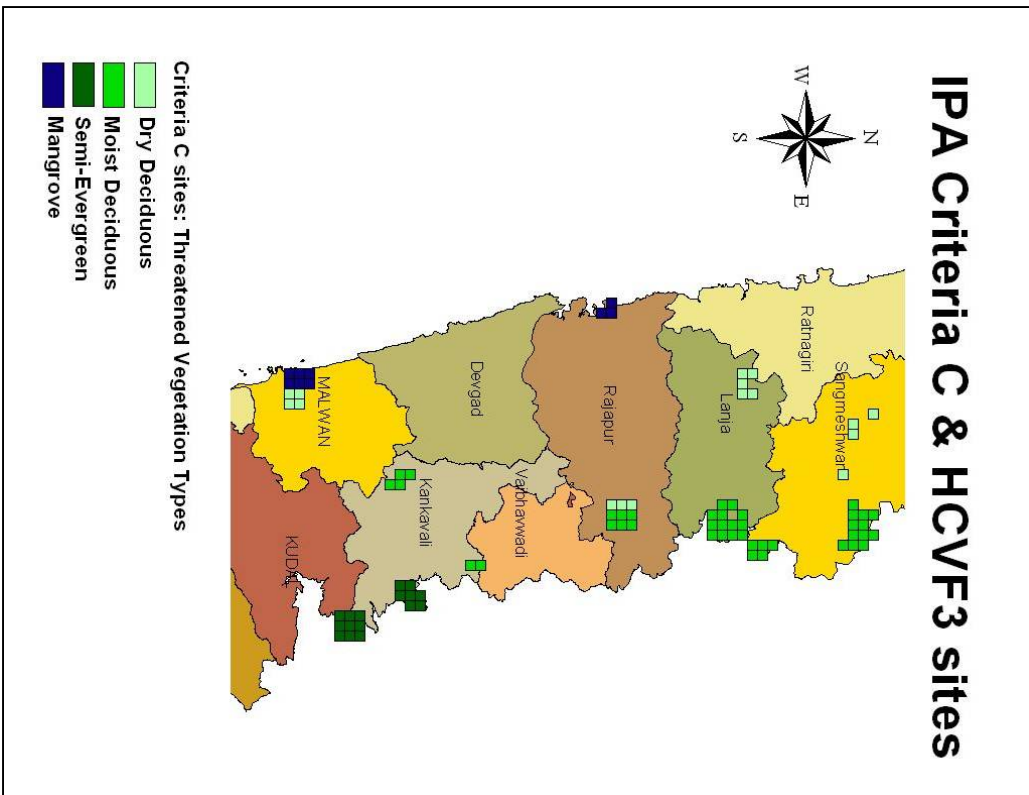 IPA Criteria C & HCVF3 sites
N
W
E
S
Ratnagiri
Sangmeshwar
Lanja
Rajapur
Devgad
Vaibhavwadi
Kankavali
MALWAN
KUDAL
Criteria C sites: Threatened Vegetation Types
Dry Deciduous
Moist Deciduous
Semi-Evergreen
Mangrove